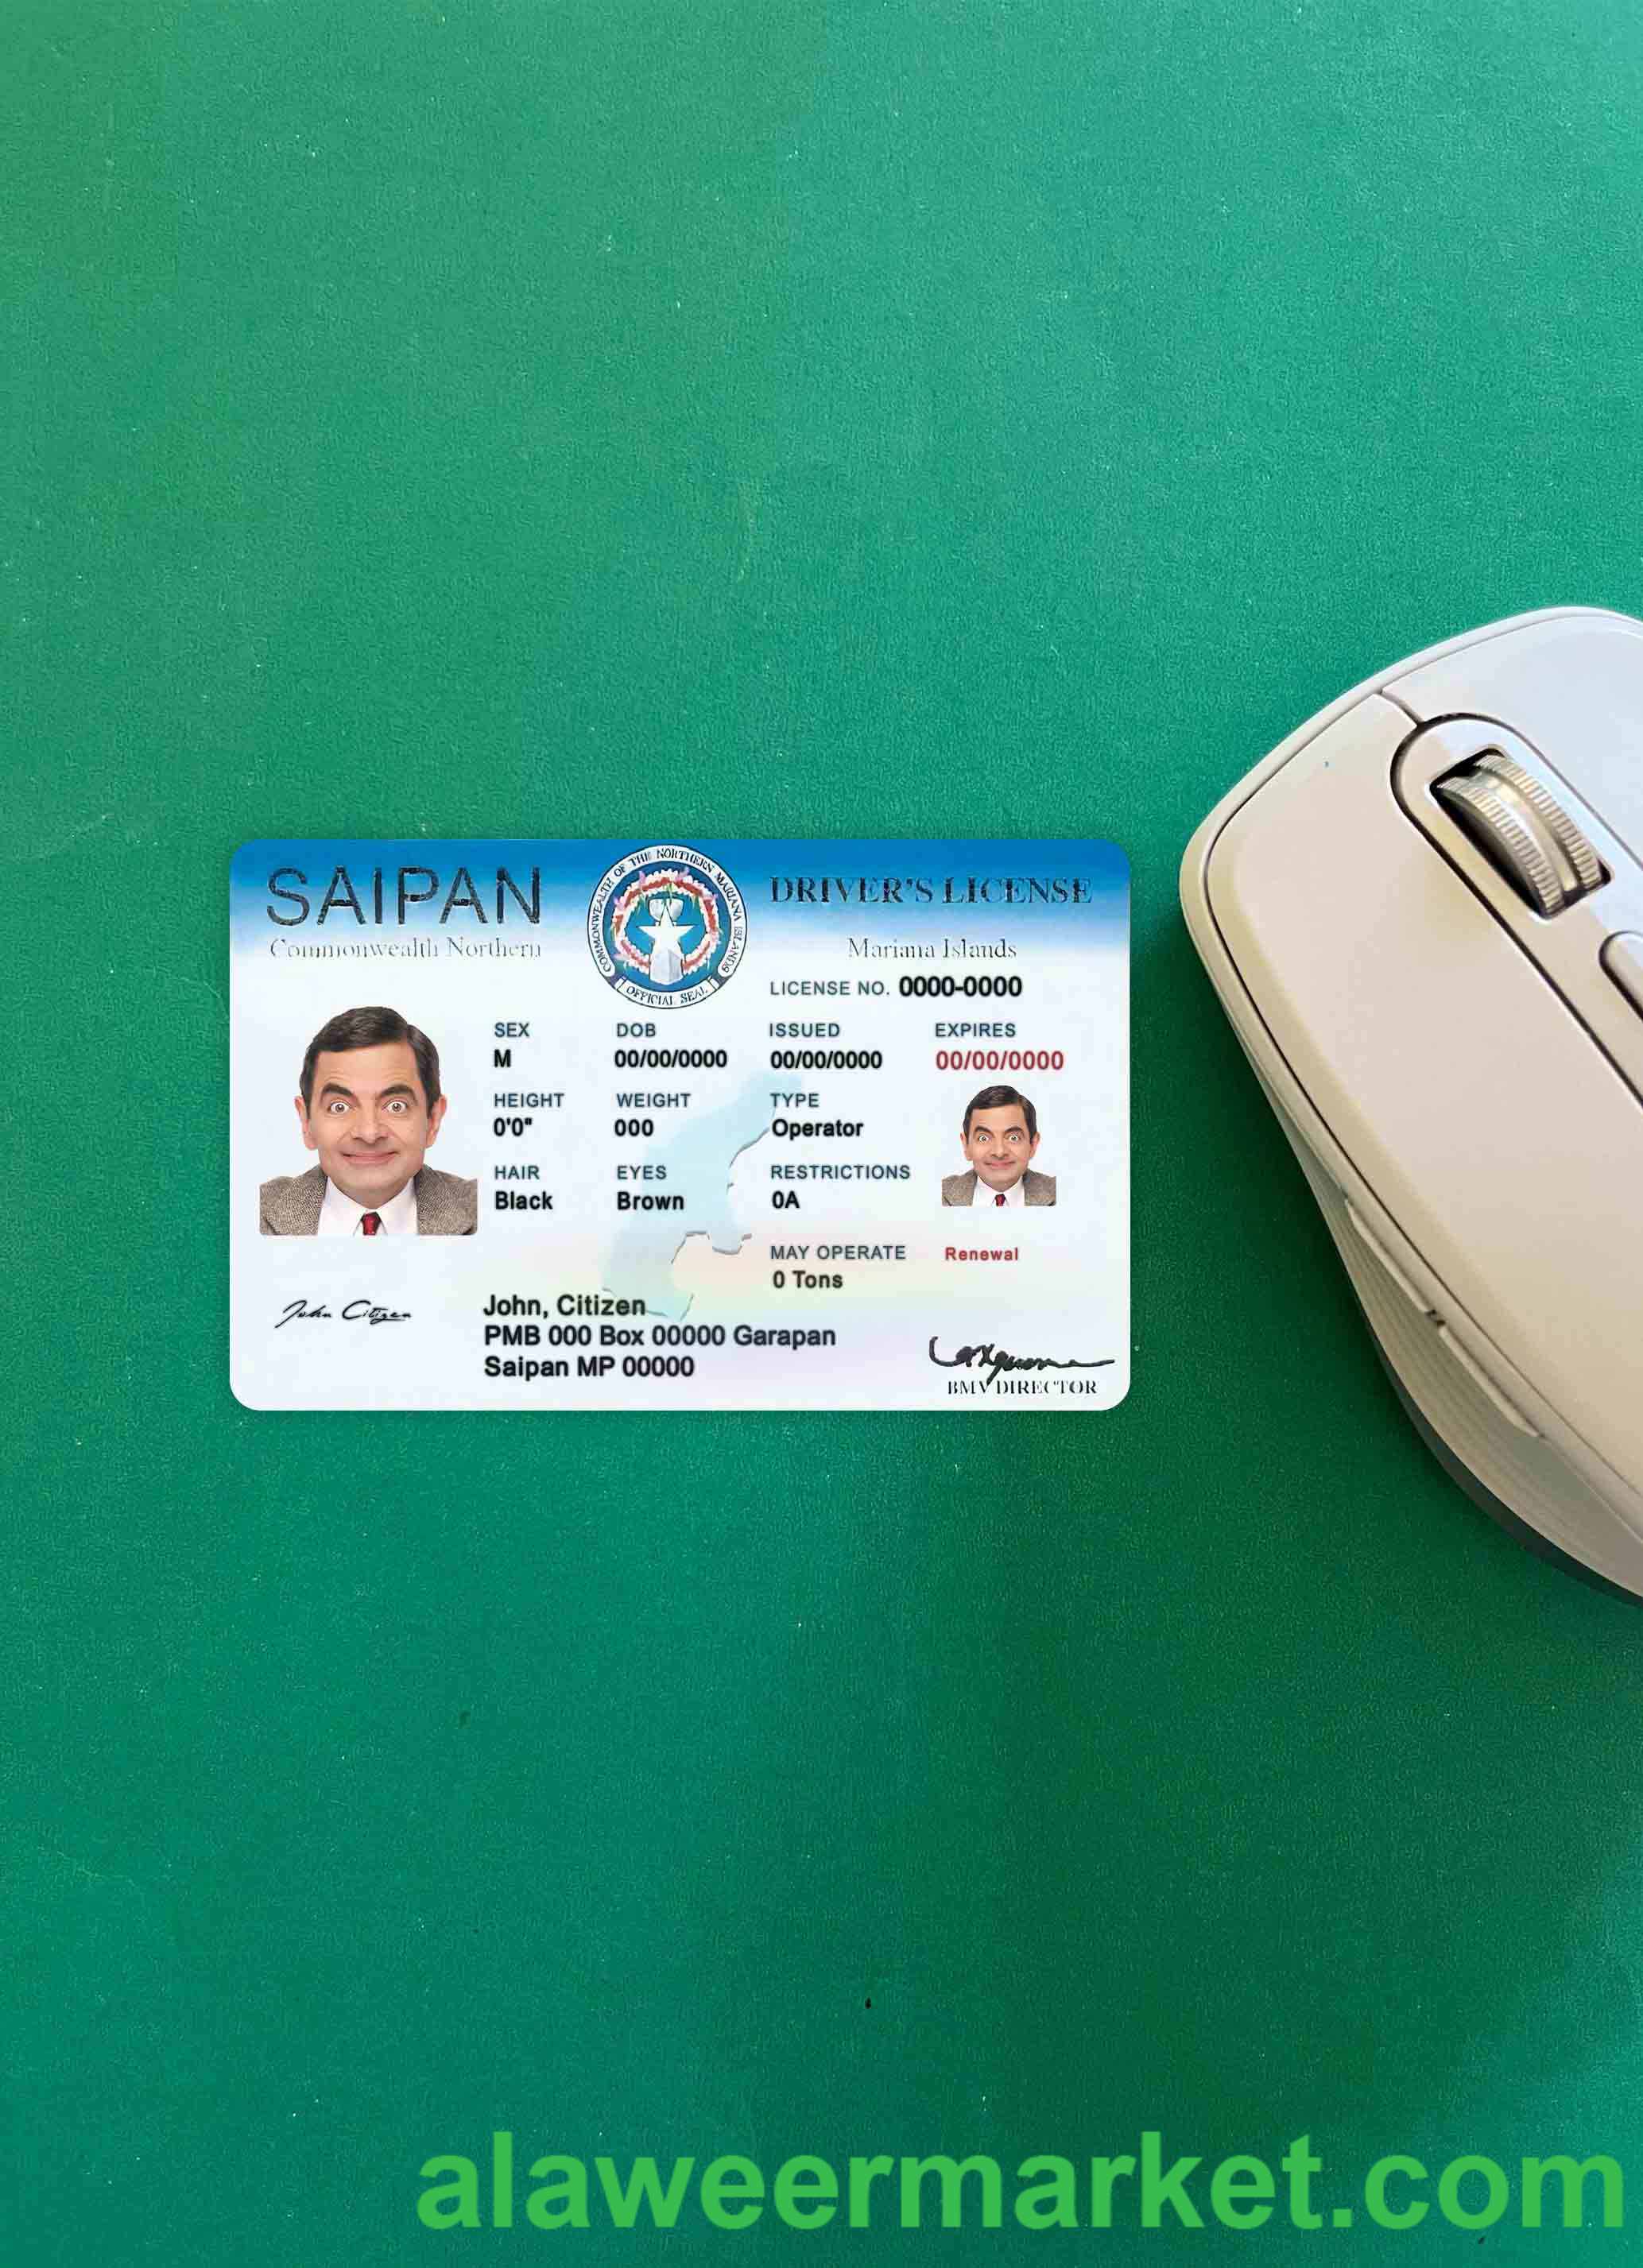 SAIPAN
DRIVER'S LICENSE
Commonwealth Northern
Mariana Islands
COMMONWEALTH OF THE NORTHERN MARIANA ISLANDS
OFFICIAL SEAL
LICENSE NO. 0000-0000
SEX DOB ISSUED EXPIRES
M 00/00/0000 00/00/0000 00/00/0000
HEIGHT WEIGHT TYPE
0'0" 000 Operator
HAIR EYES RESTRICTIONS
Black Brown 0A
MAY OPERATE Renewal
0 Tons
John Citizen
John, Citizen
PMB 000 Box 00000 Garapan
Saipan MP 00000
BMV DIRECTOR
alaweermarket.com